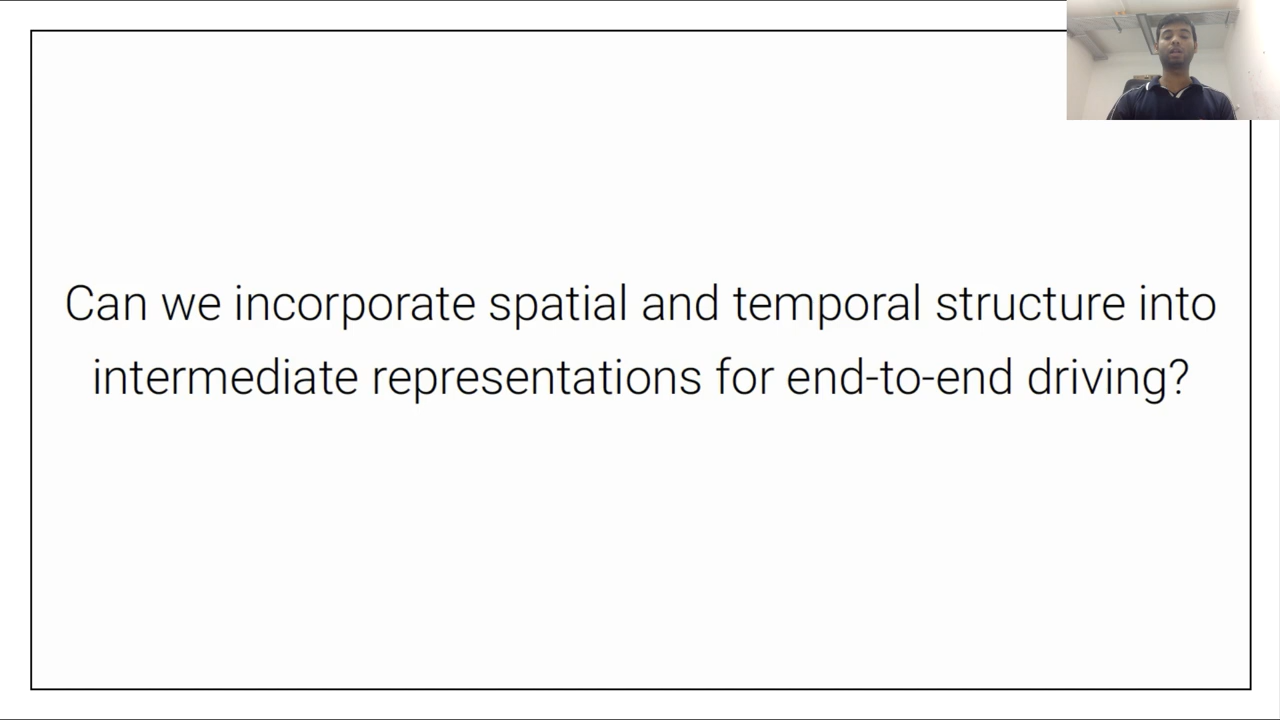 Can we incorporate spatial and temporal structure into
intermediate representations for end-to-end driving?